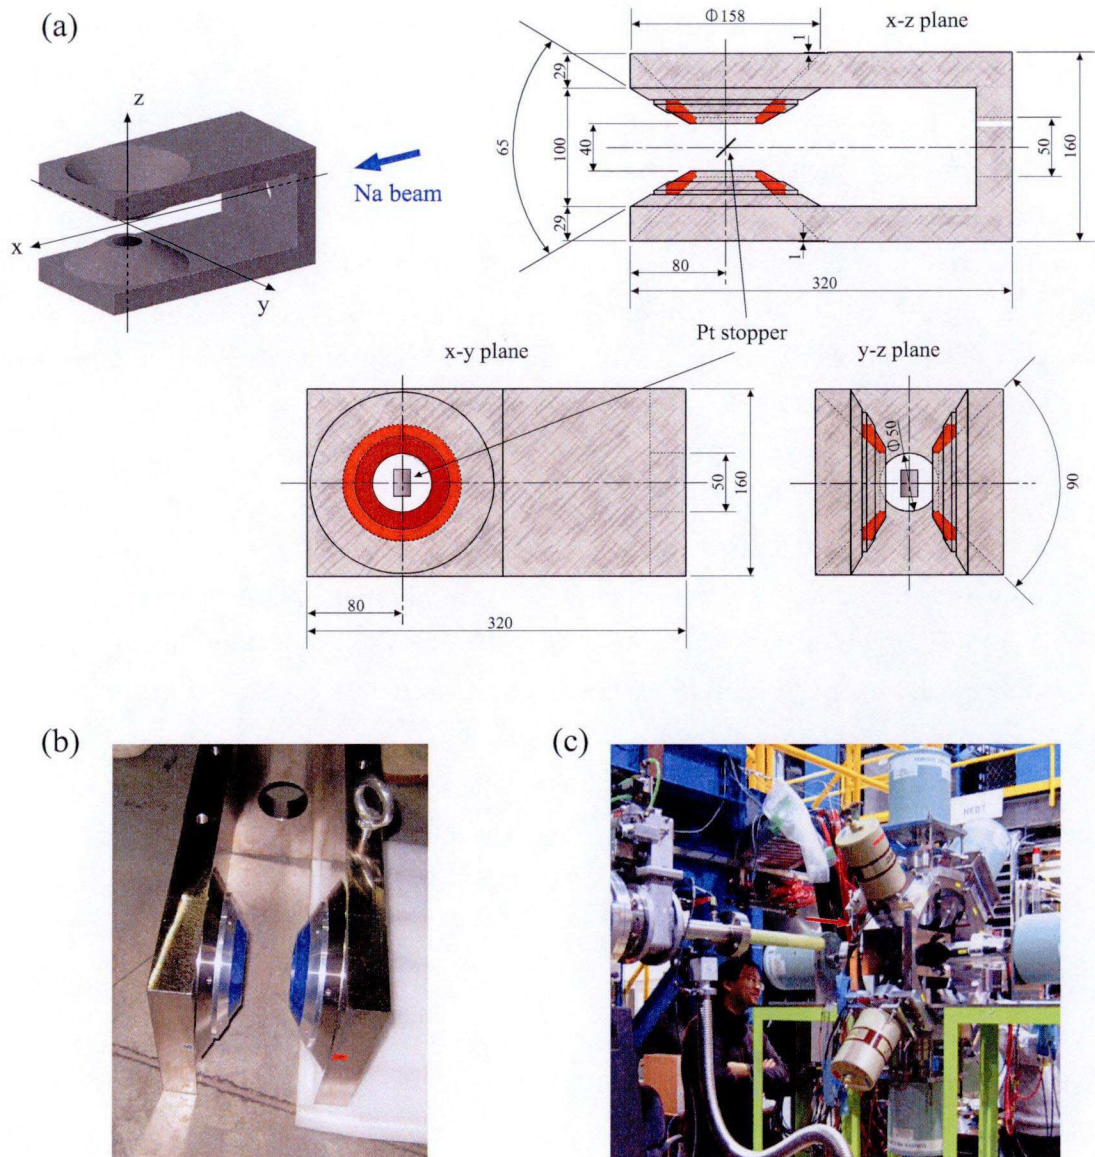 (a)
Φ158
x-z plane
1
29
z
65
100
40
50
160
Na beam
x
29
1
y
80
320
Pt stopper
x-y plane
y-z plane
Φ50
50
160
90
80
320
(b)
(c)
HEBT